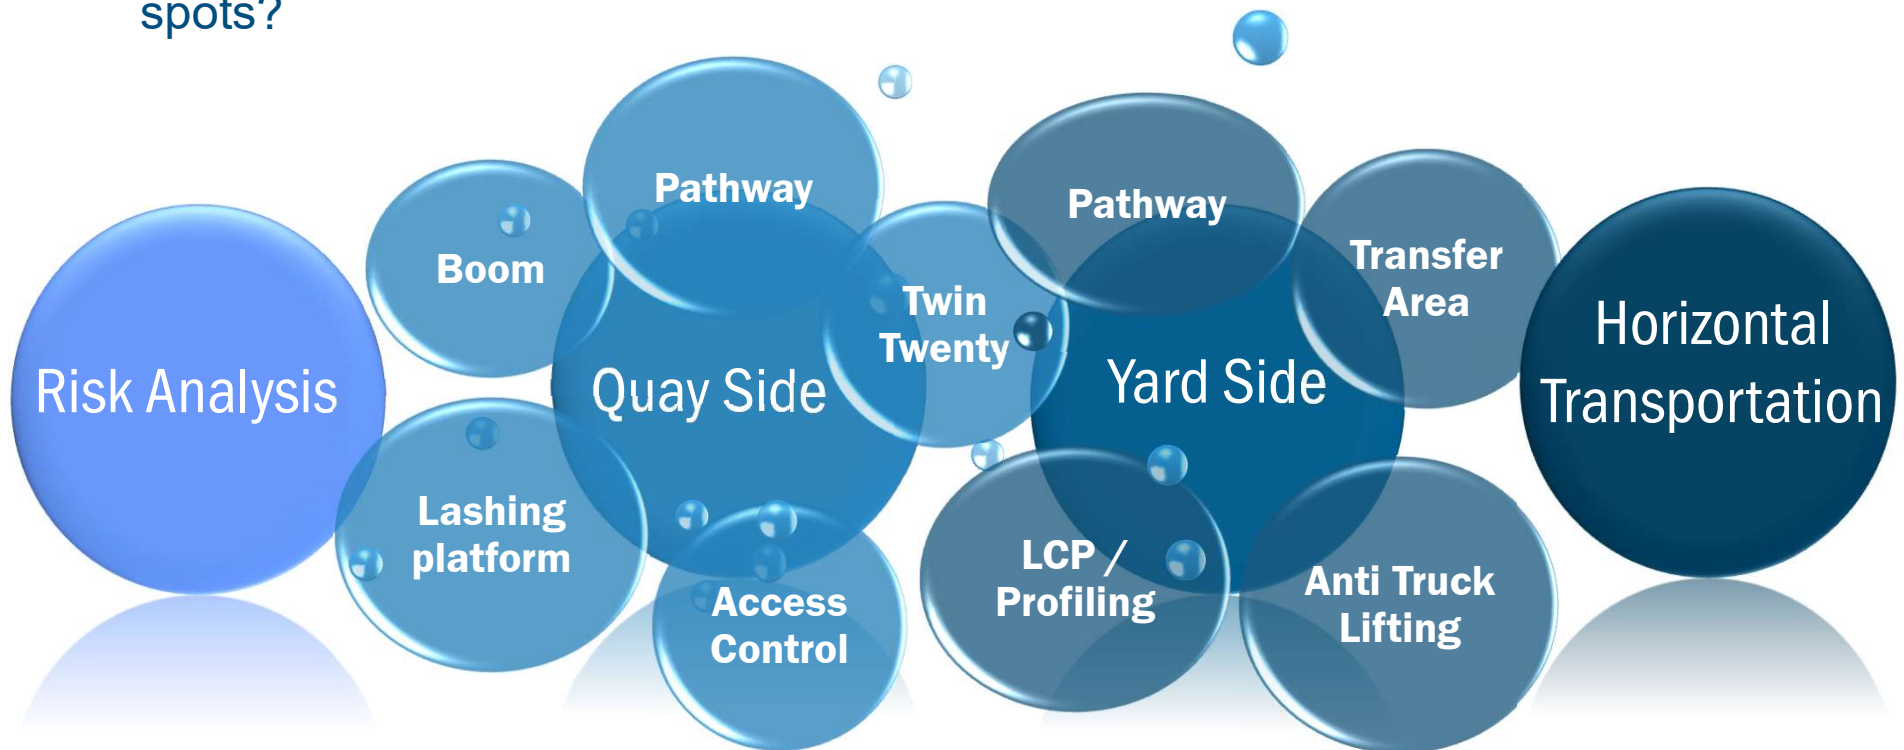 spots?
Risk Analysis
Boom
Lashing
platform
Pathway
Quay Side
Access
Control
Twin
Twenty
Pathway
Yard Side
LCP /
Profiling
Transfer
Area
Anti Truck
Lifting
Horizontal
Transportation